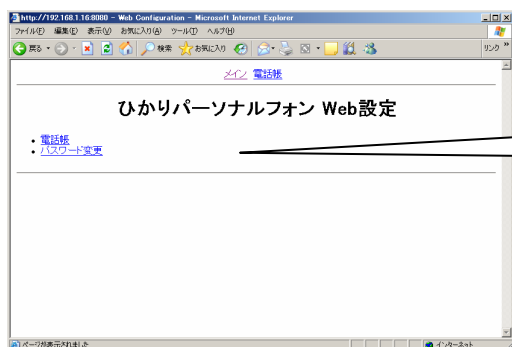 http://192.168.1.16:8080 - Web Configuration - Microsoft Internet Explorer
ファイル(F) 編集(E) 表示(V) お気に入り(A) ツール(T) ヘルプ(H)
戻る 検索 お気に入り リンク »
メイン 電話帳
ひかりパーソナルフォン Web設定
• 電話帳
• パスワード変更
ページが表示されました インターネット